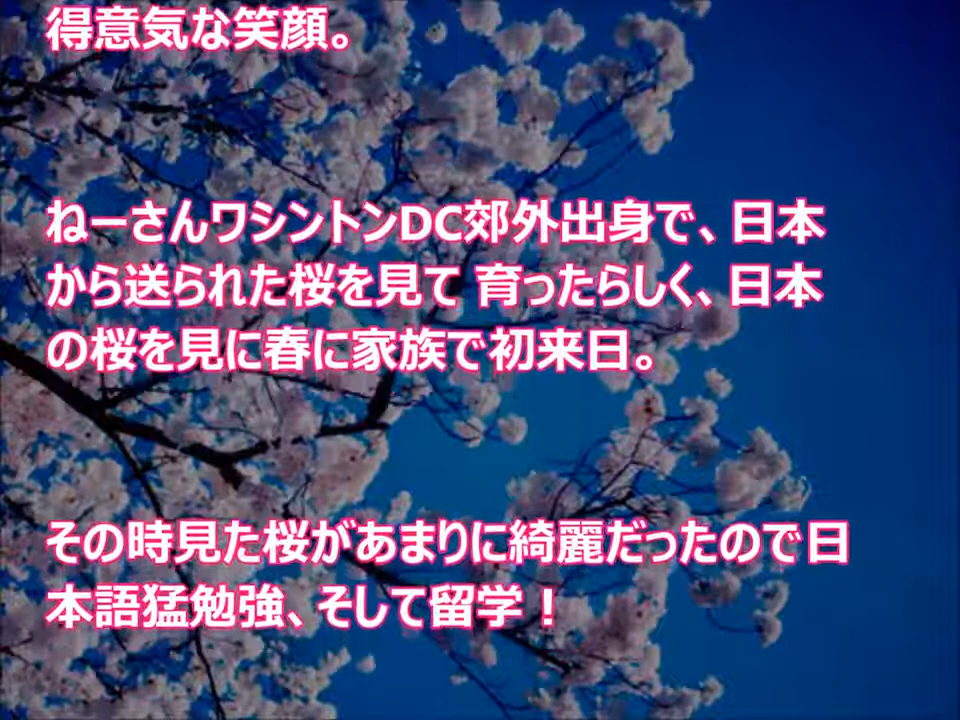 得意気な笑顔。
ねーさんワシントンDC郊外出身で、日本
から送られた桜を見て 育ったらしく、日本
の桜を見に春に家族で初来日。
その時見た桜があまりに綺麗だったので日
本語猛勉強、そして留学！